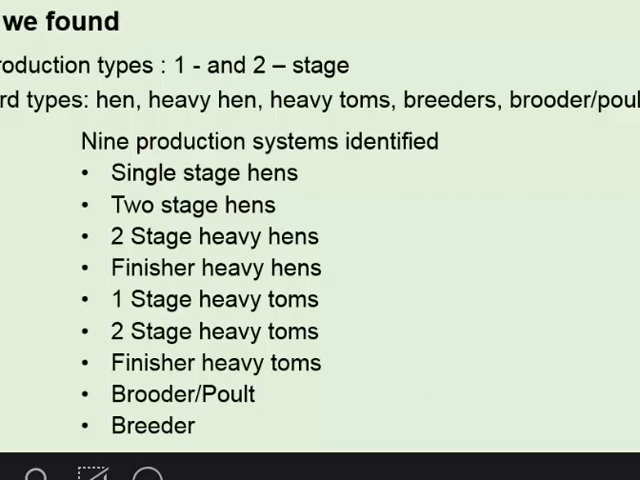 we found
roduction types : 1 - and 2 – stage
rd types: hen, heavy hen, heavy toms, breeders, brooder/poul
Nine production systems identified
• Single stage hens
• Two stage hens
• 2 Stage heavy hens
• Finisher heavy hens
• 1 Stage heavy toms
• 2 Stage heavy toms
• Finisher heavy toms
• Brooder/Poult
• Breeder